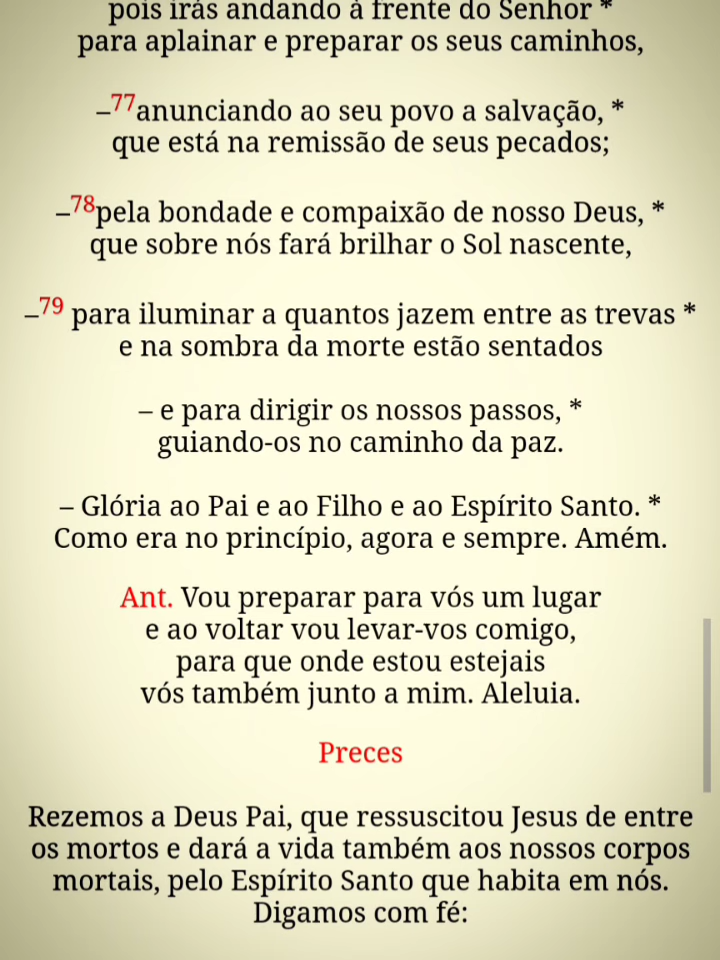 pois irás andando à frente do Senhor *
para aplainar e preparar os seus caminhos,
–77anunciando ao seu povo a salvação, *
que está na remissão de seus pecados;
–78pela bondade e compaixão de nosso Deus, *
que sobre nós fará brilhar o Sol nascente,
–79 para iluminar a quantos jazem entre as trevas *
e na sombra da morte estão sentados
– e para dirigir os nossos passos, *
guiando-os no caminho da paz.
– Glória ao Pai e ao Filho e ao Espírito Santo. *
Como era no princípio, agora e sempre. Amém.
Ant. Vou preparar para vós um lugar
e ao voltar vou levar-vos comigo,
para que onde estou estejais
vós também junto a mim. Aleluia.
Preces
Rezemos a Deus Pai, que ressuscitou Jesus de entre
os mortos e dará a vida também aos nossos corpos
mortais, pelo Espírito Santo que habita em nós.
Digamos com fé: